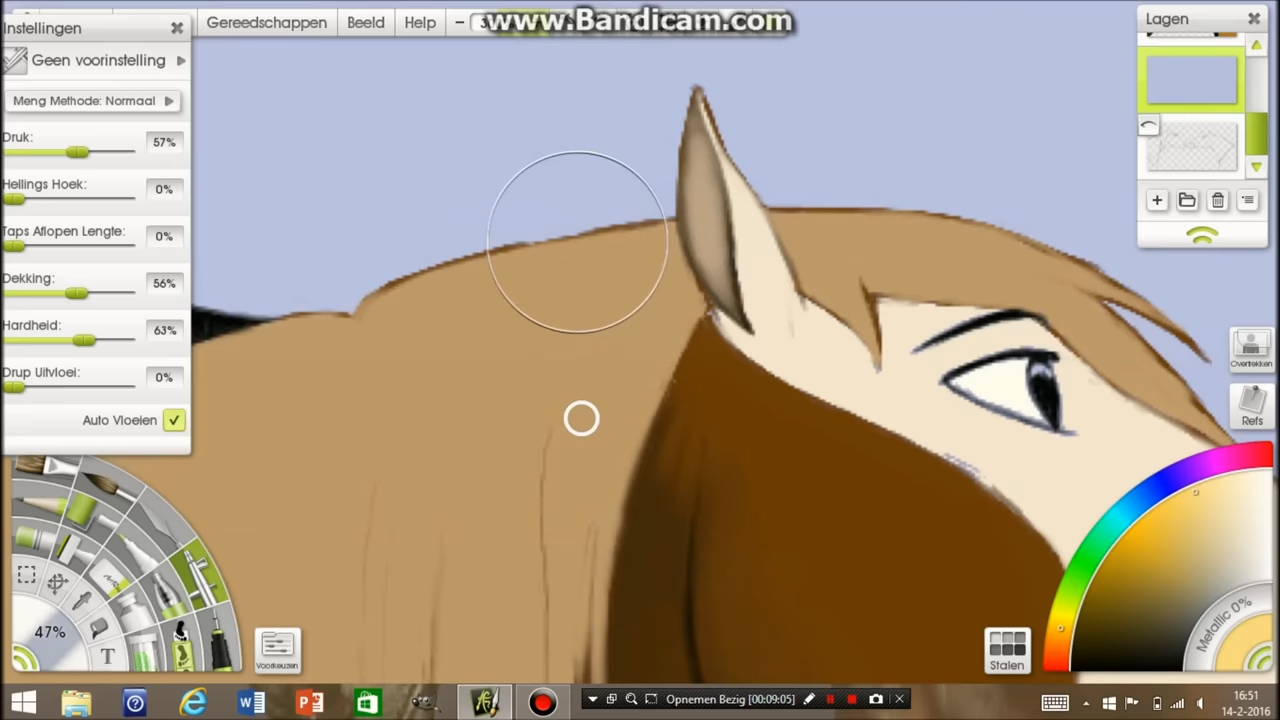 www.Bandicam.com
Instellingen
Gereedschappen
Beeld
Help
Geen voorinstelling
Meng Methode: Normaal
Druk:
57%
Hellings Hoek:
0%
Taps Aflopen Lengte:
0%
Dekking:
56%
Hardheid:
63%
Drup Uitvloei:
0%
Auto Vloeien
Lagen
Overtrekken
Refs
47%
T
Voorkeuzen
Metallic 0%
Stalen
Opnemen Bezig [00:09:05]
16:51
14-2-2016